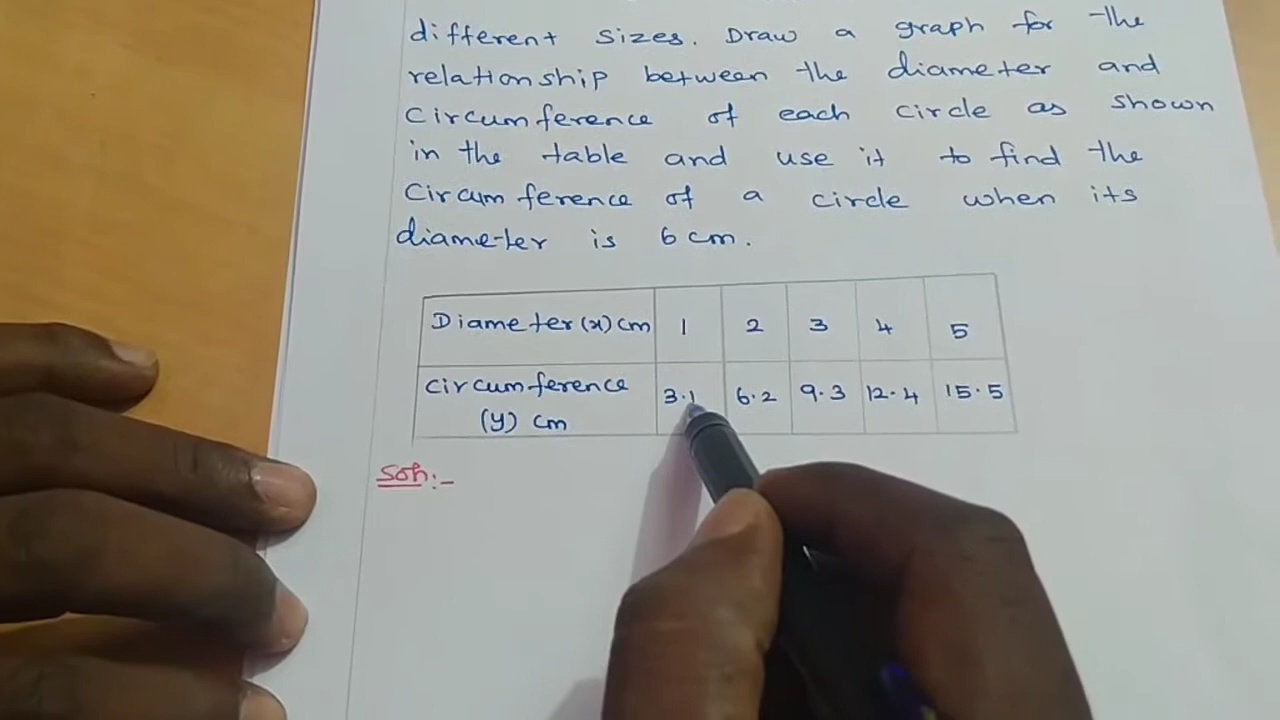 different sizes. Draw a graph for the
relationship between the diameter and
circumference of each circle as shown
in the table and use it to find the
circumference of a circle when its
diameter is 6 cm.
Diameter (x) cm 1 2 3 4 5
circumference 3.1 6.2 9.3 12.4 15.5
(y) cm
Soln:-